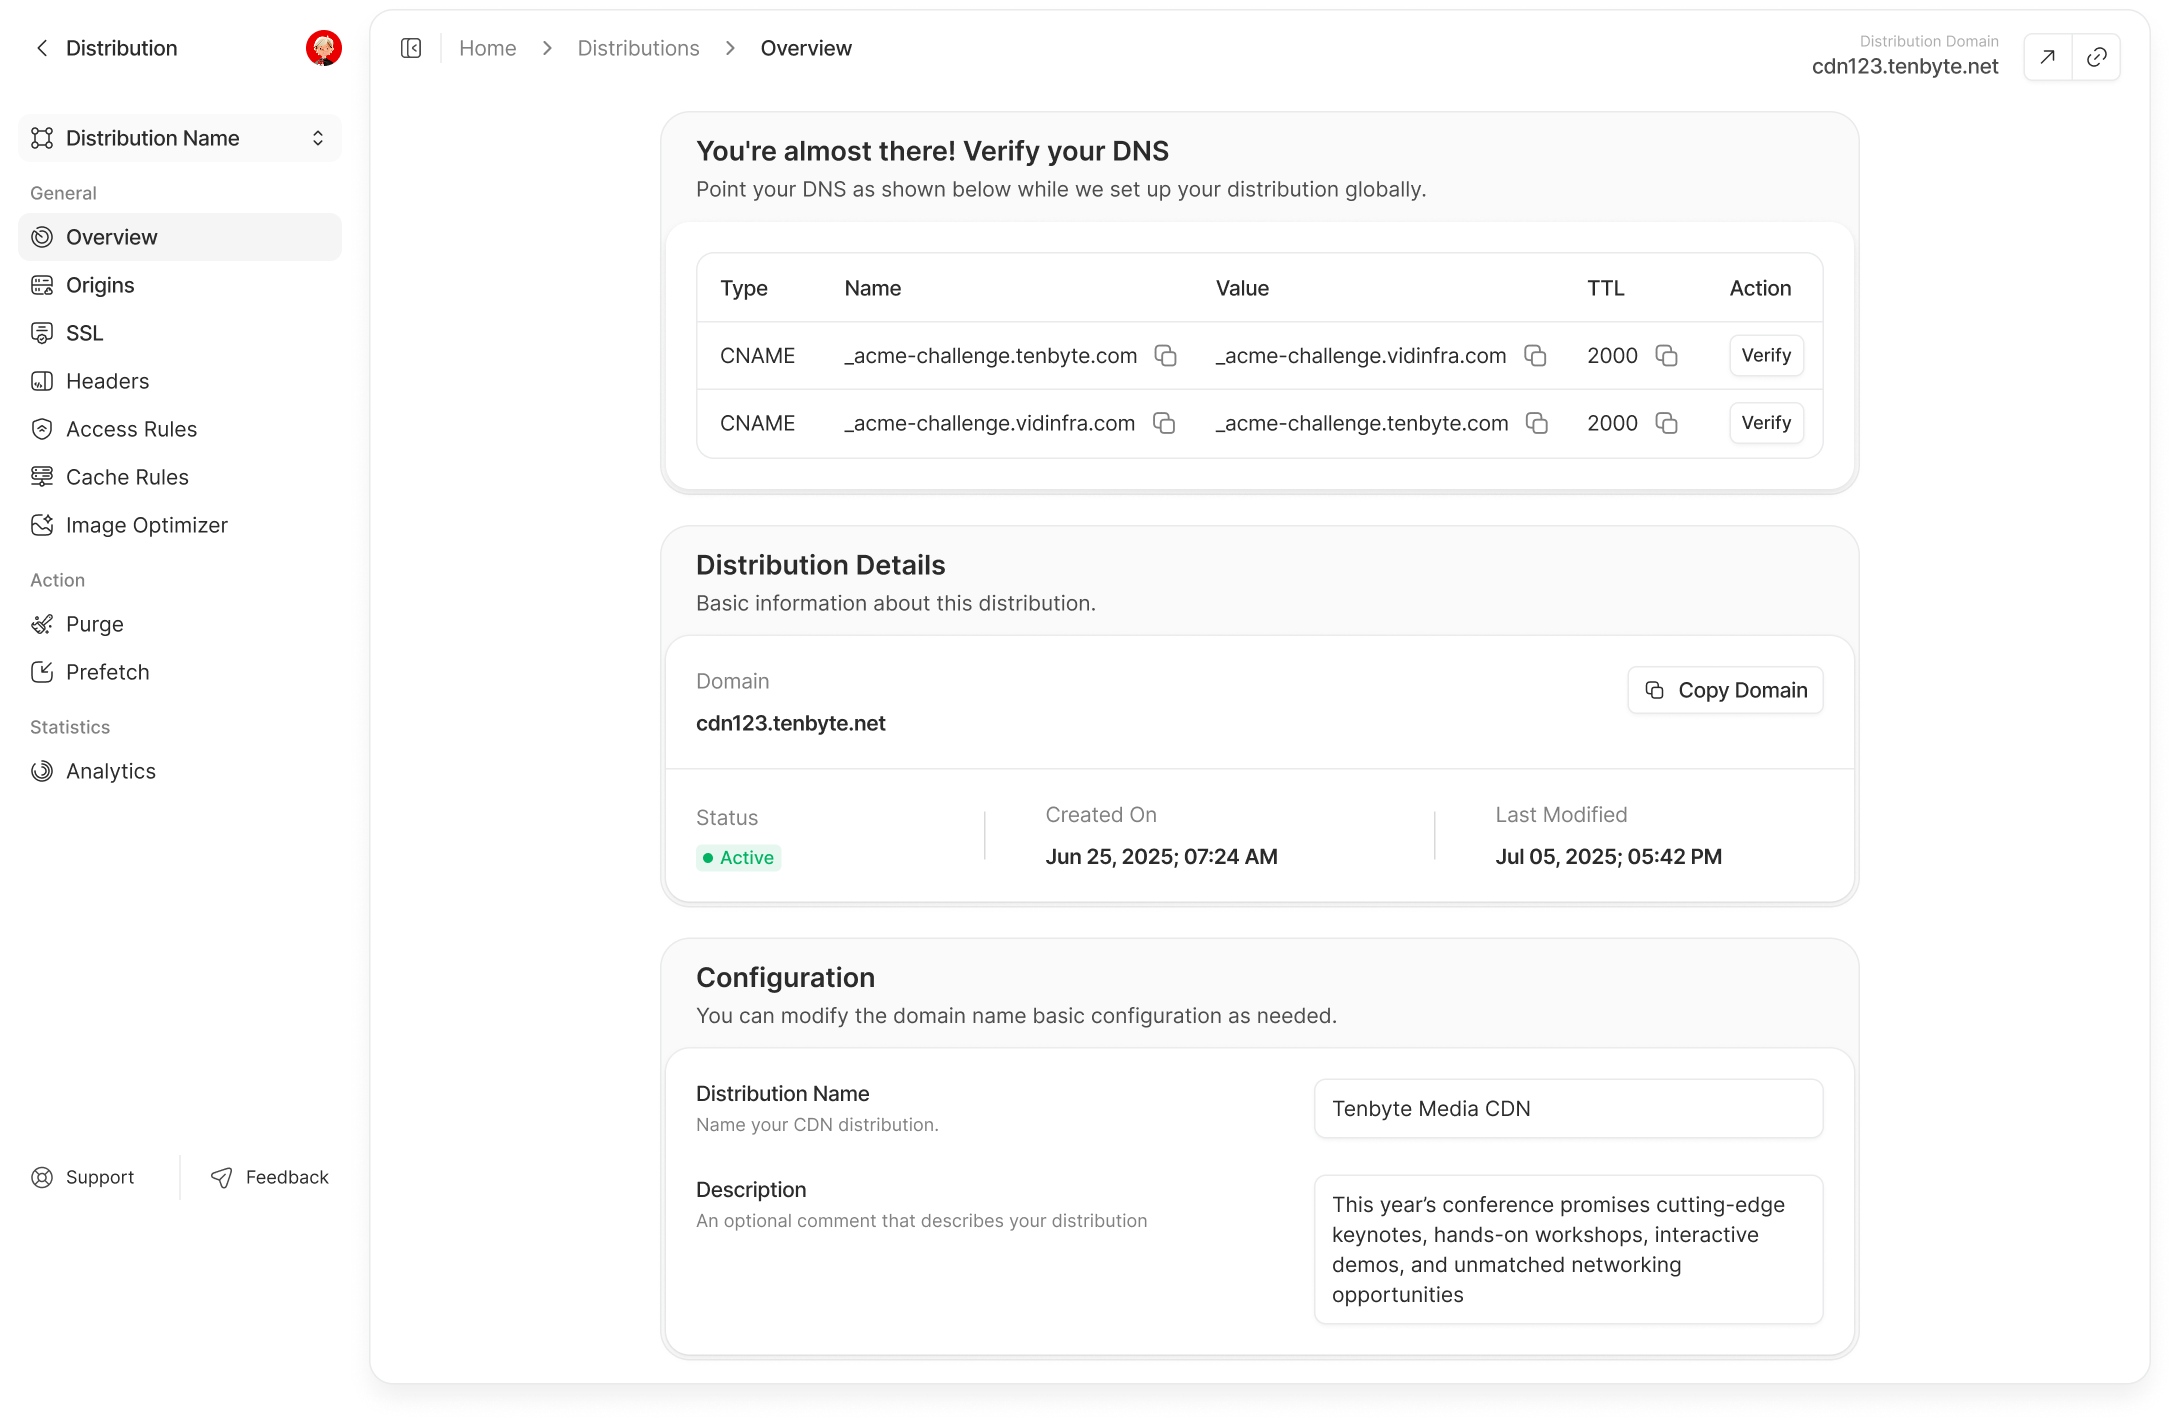 Distribution
Distribution Name
General
Overview
Origins
SSL
Headers
Access Rules
Cache Rules
Image Optimizer
Action
Purge
Prefetch
Statistics
Analytics
Support
Feedback
Home
Distributions
Overview
Distribution Domain
cdn123.tenbyte.net
You're almost there! Verify your DNS
Point your DNS as shown below while we set up your distribution globally.
Type Name Value TTL Action
CNAME _acme-challenge.tenbyte.com _acme-challenge.vidinfra.com 2000 Verify
CNAME _acme-challenge.vidinfra.com _acme-challenge.tenbyte.com 2000 Verify
Distribution Details
Basic information about this distribution.
Domain
cdn123.tenbyte.net
Copy Domain
Status
Active
Created On
Jun 25, 2025; 07:24 AM
Last Modified
Jul 05, 2025; 05:42 PM
Configuration
You can modify the domain name basic configuration as needed.
Distribution Name
Name your CDN distribution.
Tenbyte Media CDN
Description
An optional comment that describes your distribution
This year’s conference promises cutting-edge
keynotes, hands-on workshops, interactive
demos, and unmatched networking
opportunities